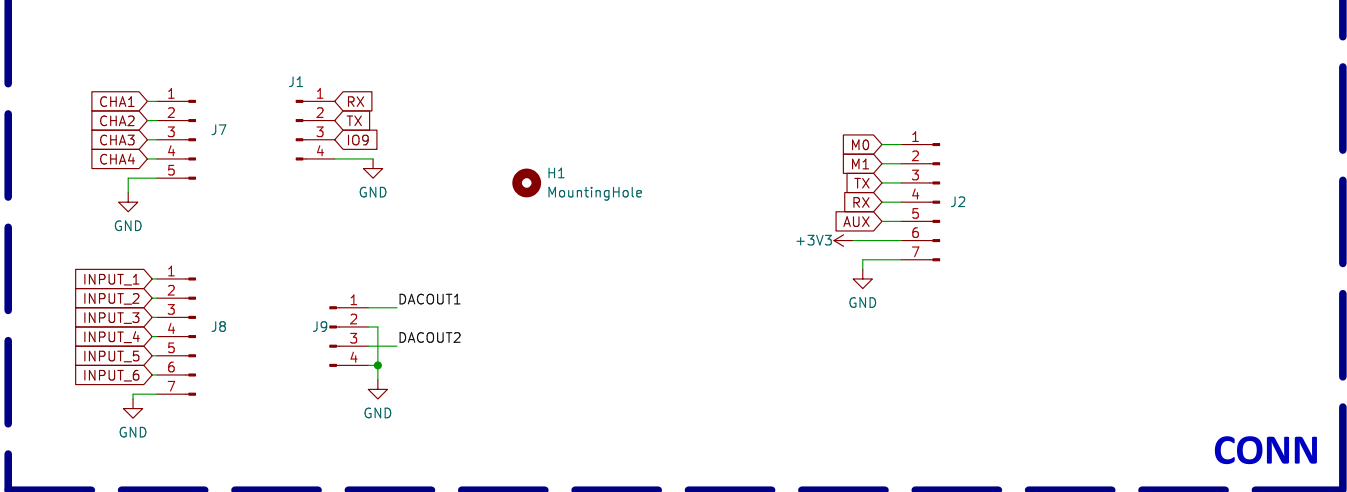 J1
CHA1 1
CHA2 2
CHA3 3
CHA4 4
5
J7
GND
1 RX
2 TX
3 IO9
4
GND
H1
MountingHole
M0 1
M1 2
TX 3
RX 4
AUX 5
+3V3 6
7
J2
GND
INPUT_1 1
INPUT_2 2
INPUT_3 3
INPUT_4 4
INPUT_5 5
INPUT_6 6
7
J8
GND
1 DACOUT1
J9 2
3 DACOUT2
4
GND
CONN